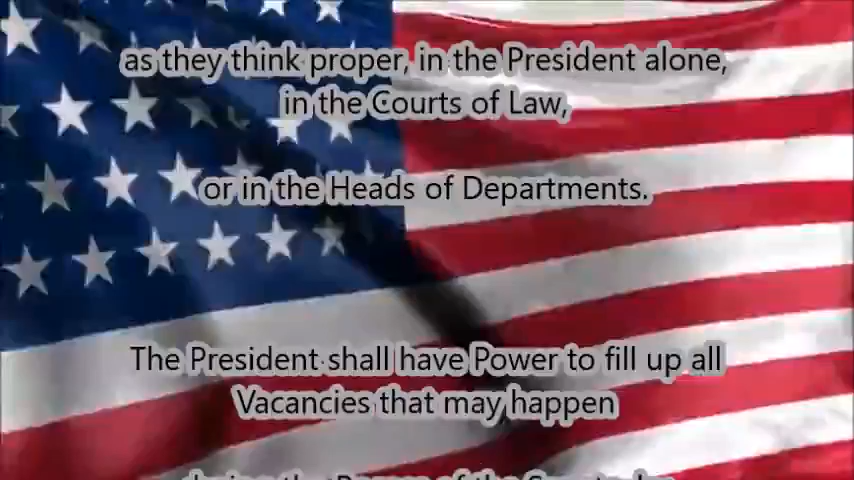 as they think proper, in the President alone,
in the Courts of Law,
or in the Heads of Departments.
The President shall have Power to fill up all
Vacancies that may happen